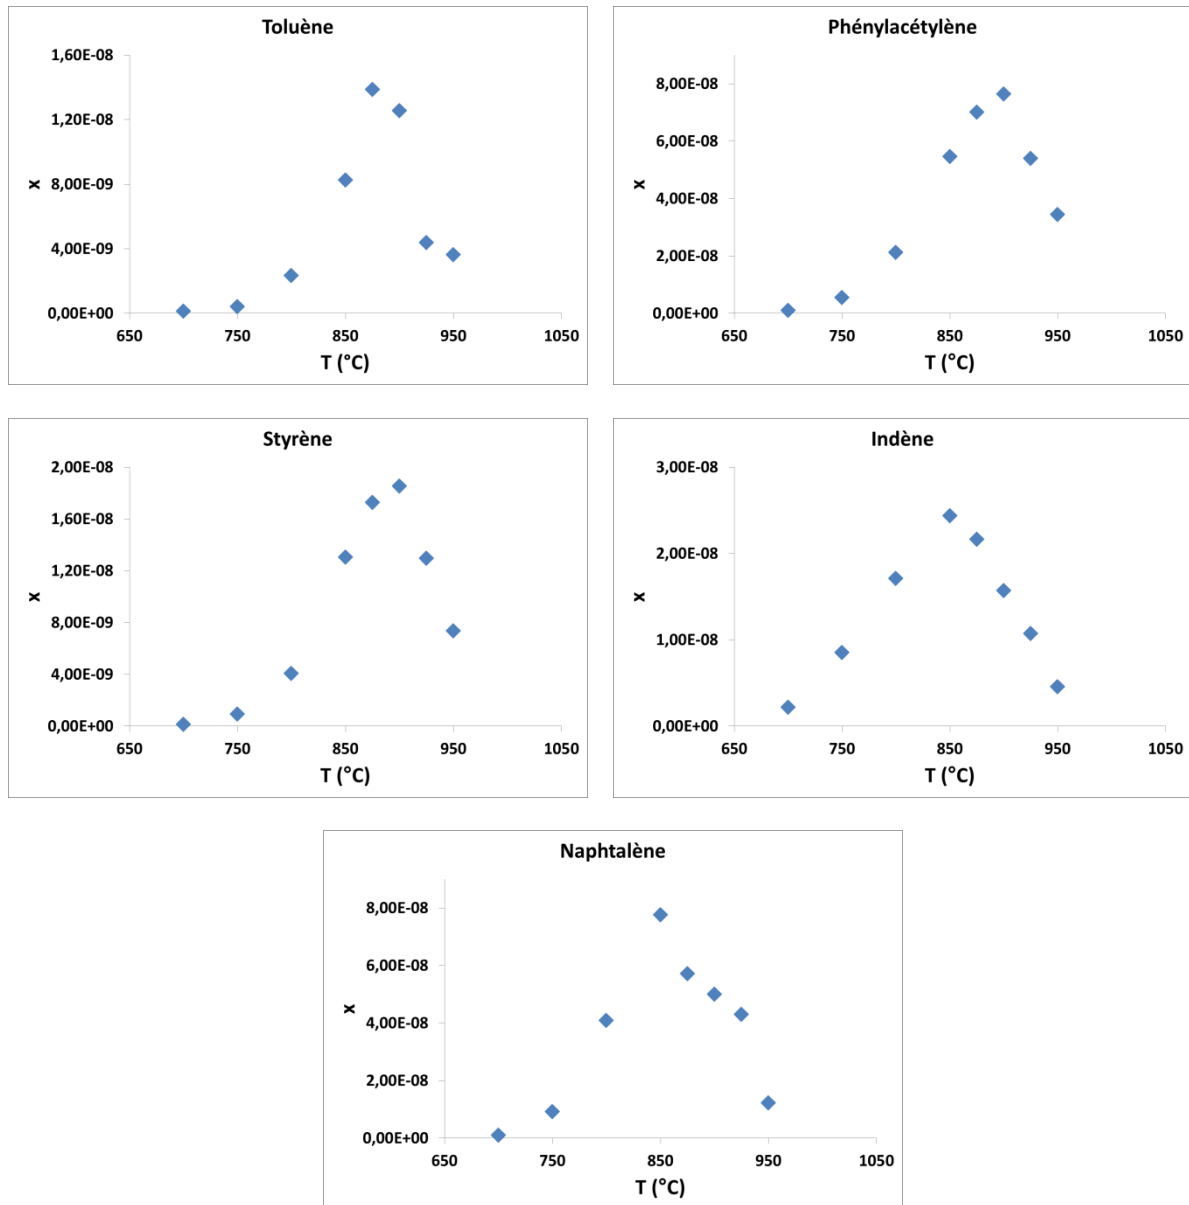 Toluène
1,60E-08
1,20E-08
8,00E-09
4,00E-09
0,00E+00
x
650 750 850 950 1050
T (°C)
Phénylacétylène
8,00E-08
6,00E-08
4,00E-08
2,00E-08
0,00E+00
x
650 750 850 950 1050
T (°C)
Styrène
2,00E-08
1,60E-08
1,20E-08
8,00E-09
4,00E-09
0,00E+00
x
650 750 850 950 1050
T (°C)
Indène
3,00E-08
2,00E-08
1,00E-08
0,00E+00
x
650 750 850 950 1050
T (°C)
Naphtalène
8,00E-08
6,00E-08
4,00E-08
2,00E-08
0,00E+00
x
650 750 850 950 1050
T (°C)